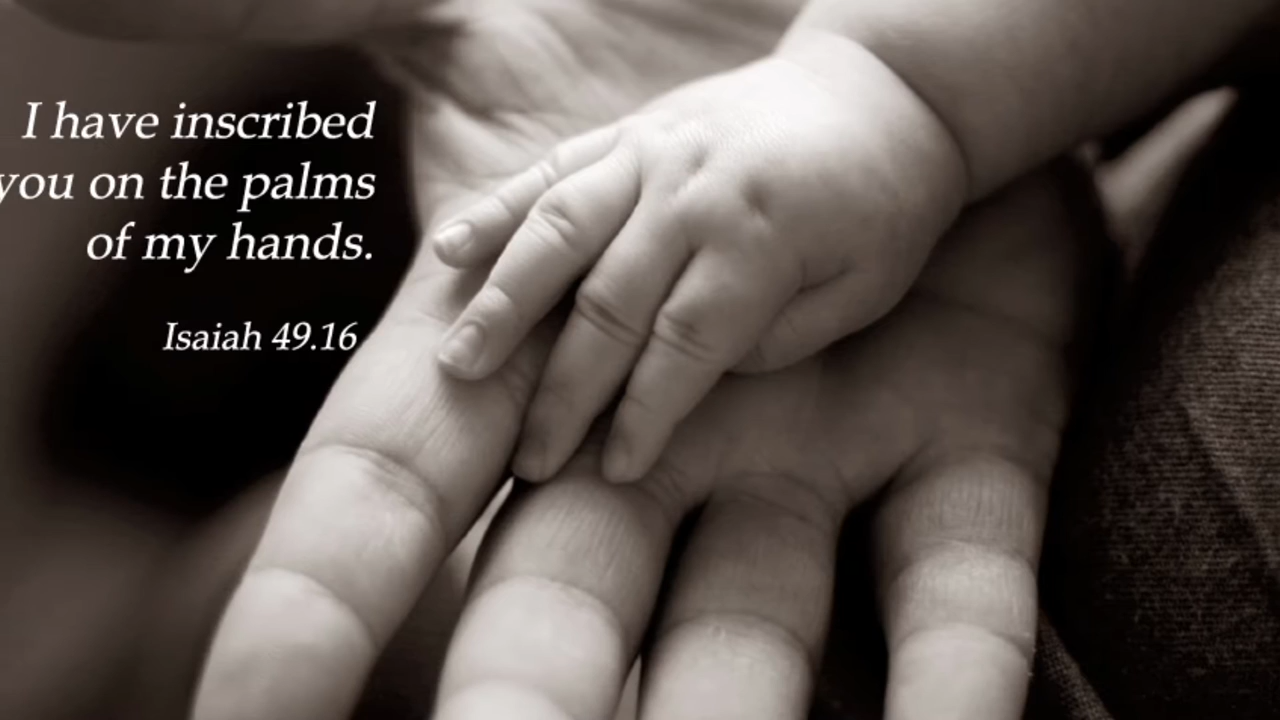 I have inscribed
you on the palms
of my hands.
Isaiah 49.16